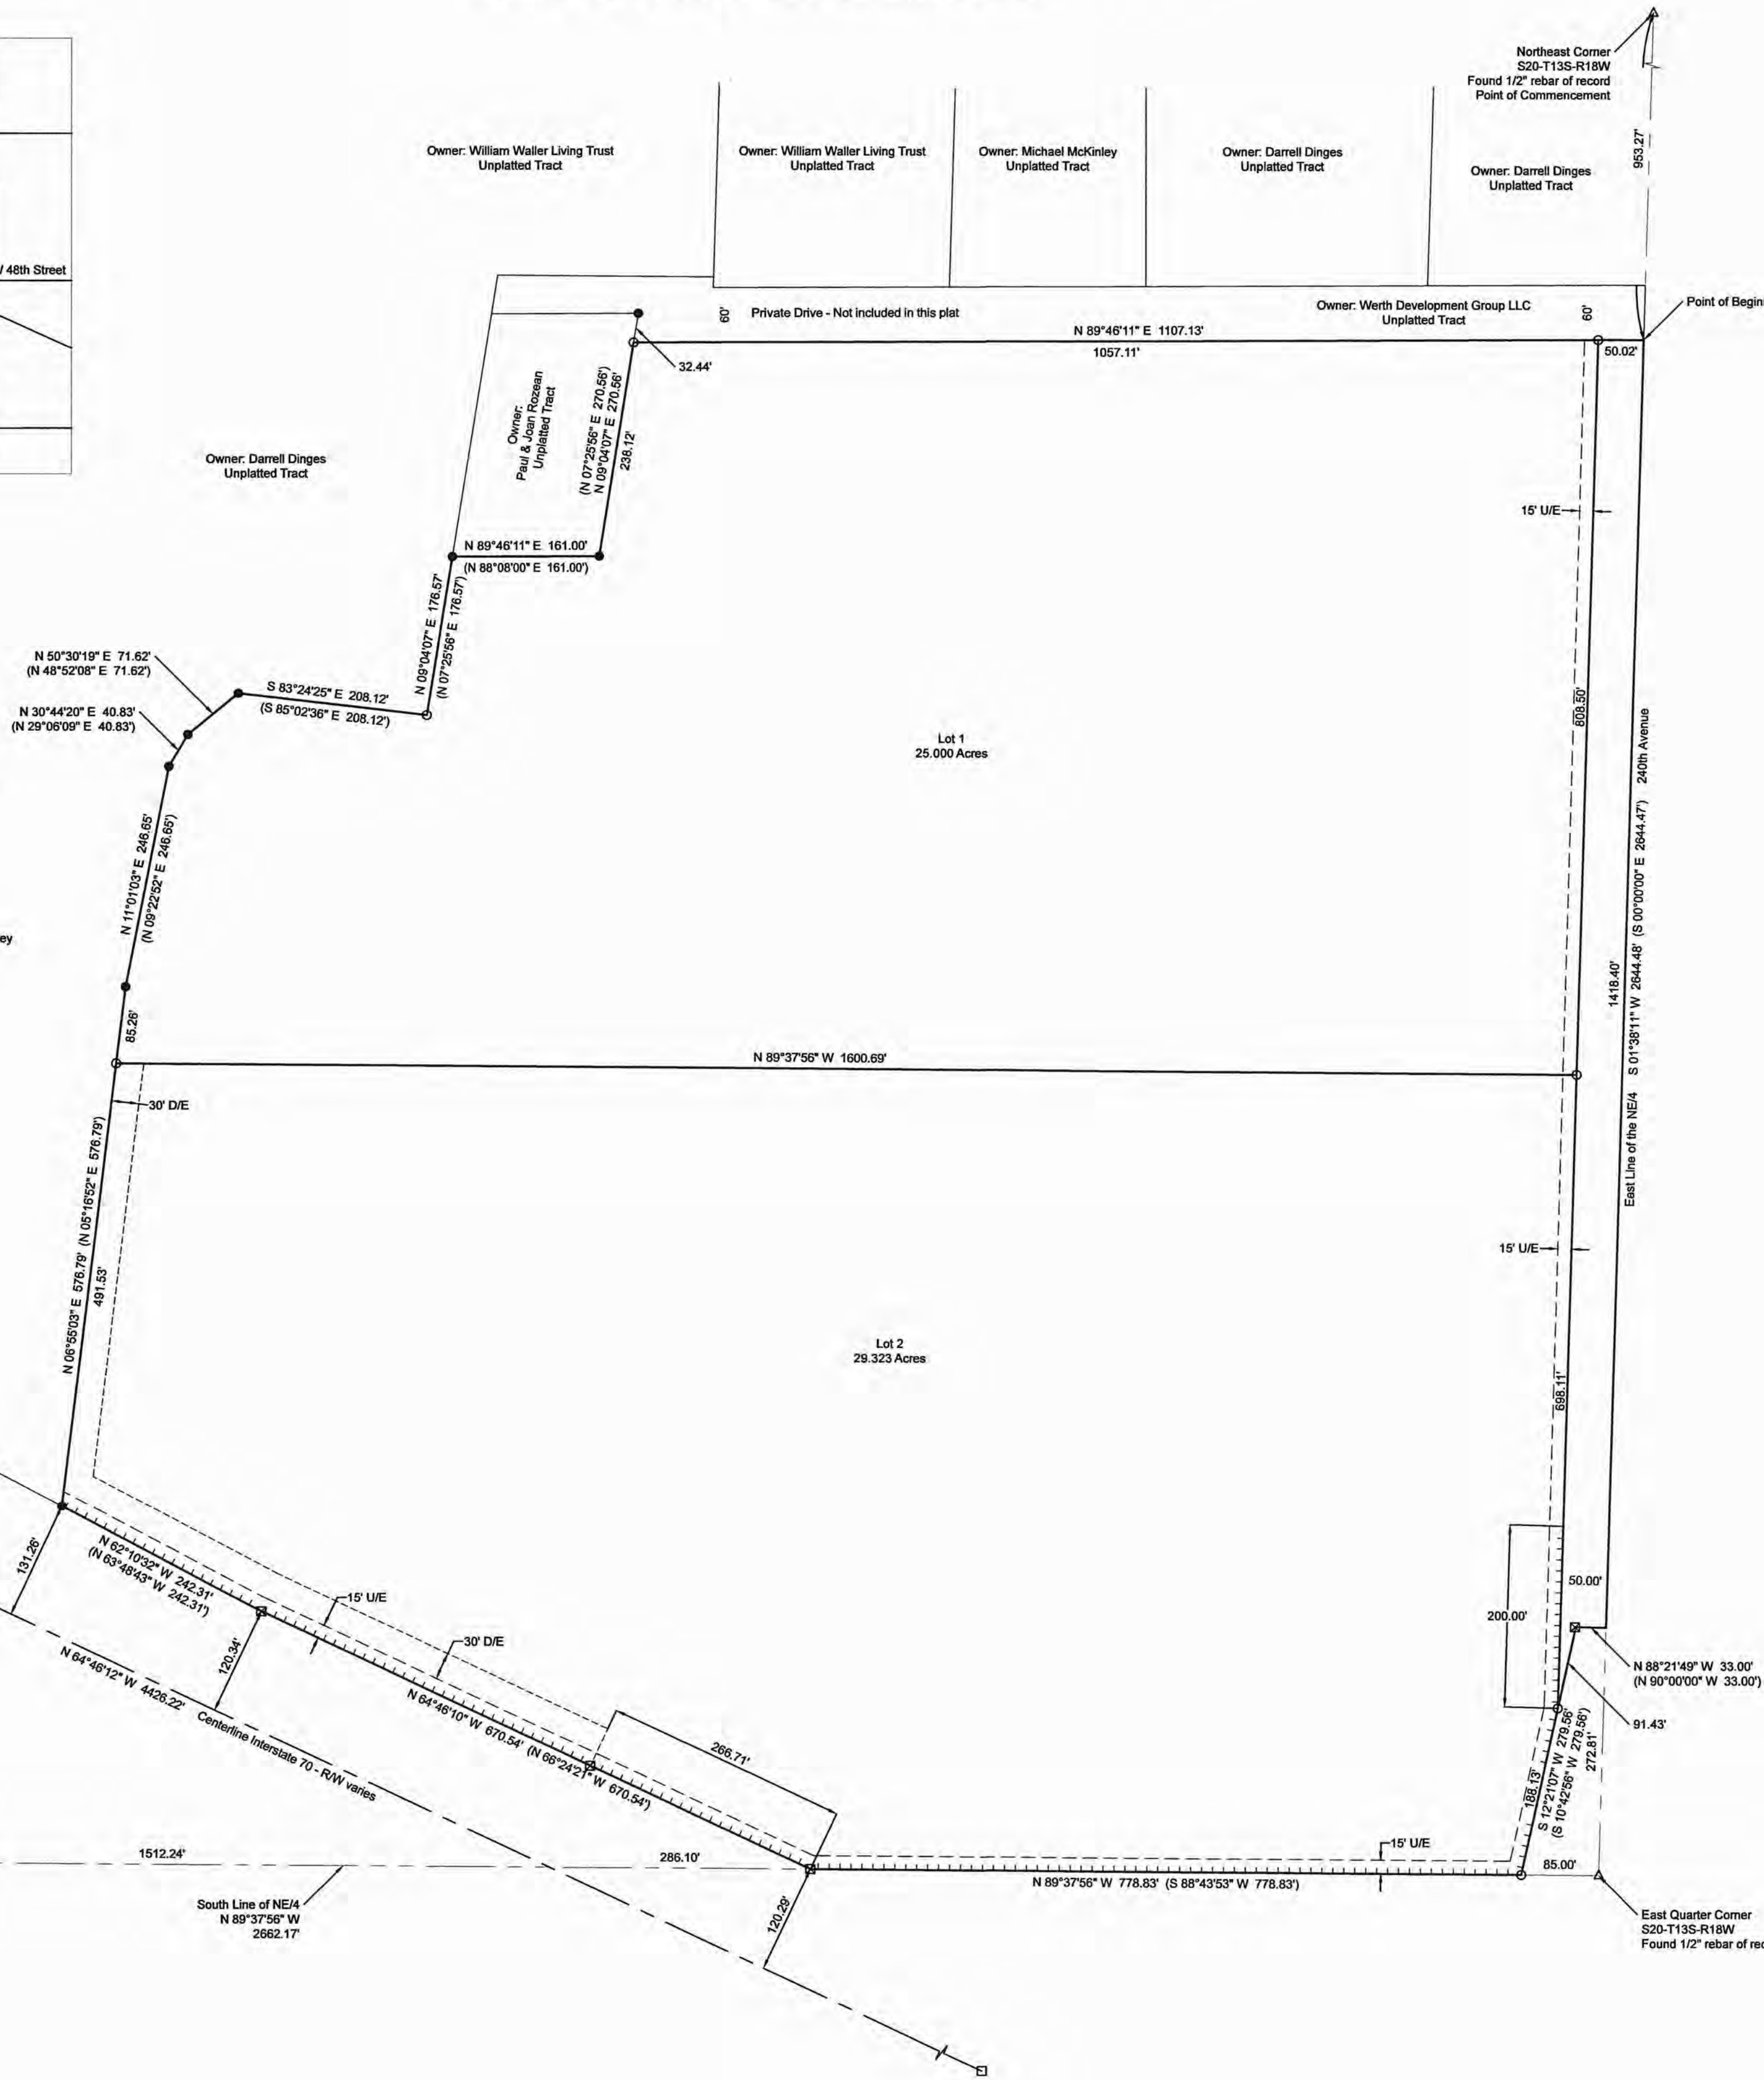 Northeast Corner
S20-T13S-R18W
Found 1/2" rebar of record
Point of Commencement
953.27'
Owner: William Waller Living Trust
Unplatted Tract
Owner: William Waller Living Trust
Unplatted Tract
Owner: Michael McKinley
Unplatted Tract
Owner: Darrell Dinges
Unplatted Tract
Owner: Darrell Dinges
Unplatted Tract
48th Street
60'
Private Drive - Not included in this plat
Owner: Werth Development Group LLC
Unplatted Tract
60'
Point of Begin
N 89°46'11" E 1107.13'
1057.11'
50.02'
32.44'
Owner:
Paul & Joan Rozean
Unplatted Tract
(N 07°25'56" E 270.56')
N 09°04'07" E 270.56'
238.12'
Owner: Darrell Dinges
Unplatted Tract
15' U/E
N 89°46'11" E 161.00'
(N 88°08'00" E 161.00')
N 09°04'07" E 176.57'
(N 07°25'56" E 176.57')
N 50°30'19" E 71.62'
(N 48°52'08" E 71.62')
S 83°24'25" E 208.12'
(S 85°02'36" E 208.12')
N 30°44'20" E 40.83'
(N 29°06'09" E 40.83')
808.50'
Lot 1
25.000 Acres
N 11°01'03" E 246.65'
(N 09°22'52" E 246.65')
ey
85.26'
1418.40'
East Line of the NE/4 S 01°38'11" W 2644.48' (S 00°00'00" E 2644.47') 240th Avenue
N 89°37'56" W 1600.69'
30' D/E
N 06°55'03" E 576.79' (N 05°16'52" E 576.79')
491.53'
15' U/E
Lot 2
29.323 Acres
698.11'
131.26'
N 62°10'32" W 242.31'
(N 63°48'43" W 242.31')
15' U/E
30' D/E
120.34'
200.00'
50.00'
N 88°21'49" W 33.00'
(N 90°00'00" W 33.00')
91.43'
N 64°46'12" W 4426.22'
Centerline Interstate 70 - R/W varies
N 64°46'10" W 670.54' (N 66°24'21" W 670.54')
266.71'
188.13'
S 12°21'07" W 279.56'
(S 10°42'56" W 279.56')
272.81'
1512.24'
286.10'
15' U/E
85.00'
N 89°37'56" W 778.83' (S 88°43'53" W 778.83')
South Line of NE/4
N 89°37'56" W
2662.17'
120.29'
East Quarter Corner
S20-T13S-R18W
Found 1/2" rebar of rec